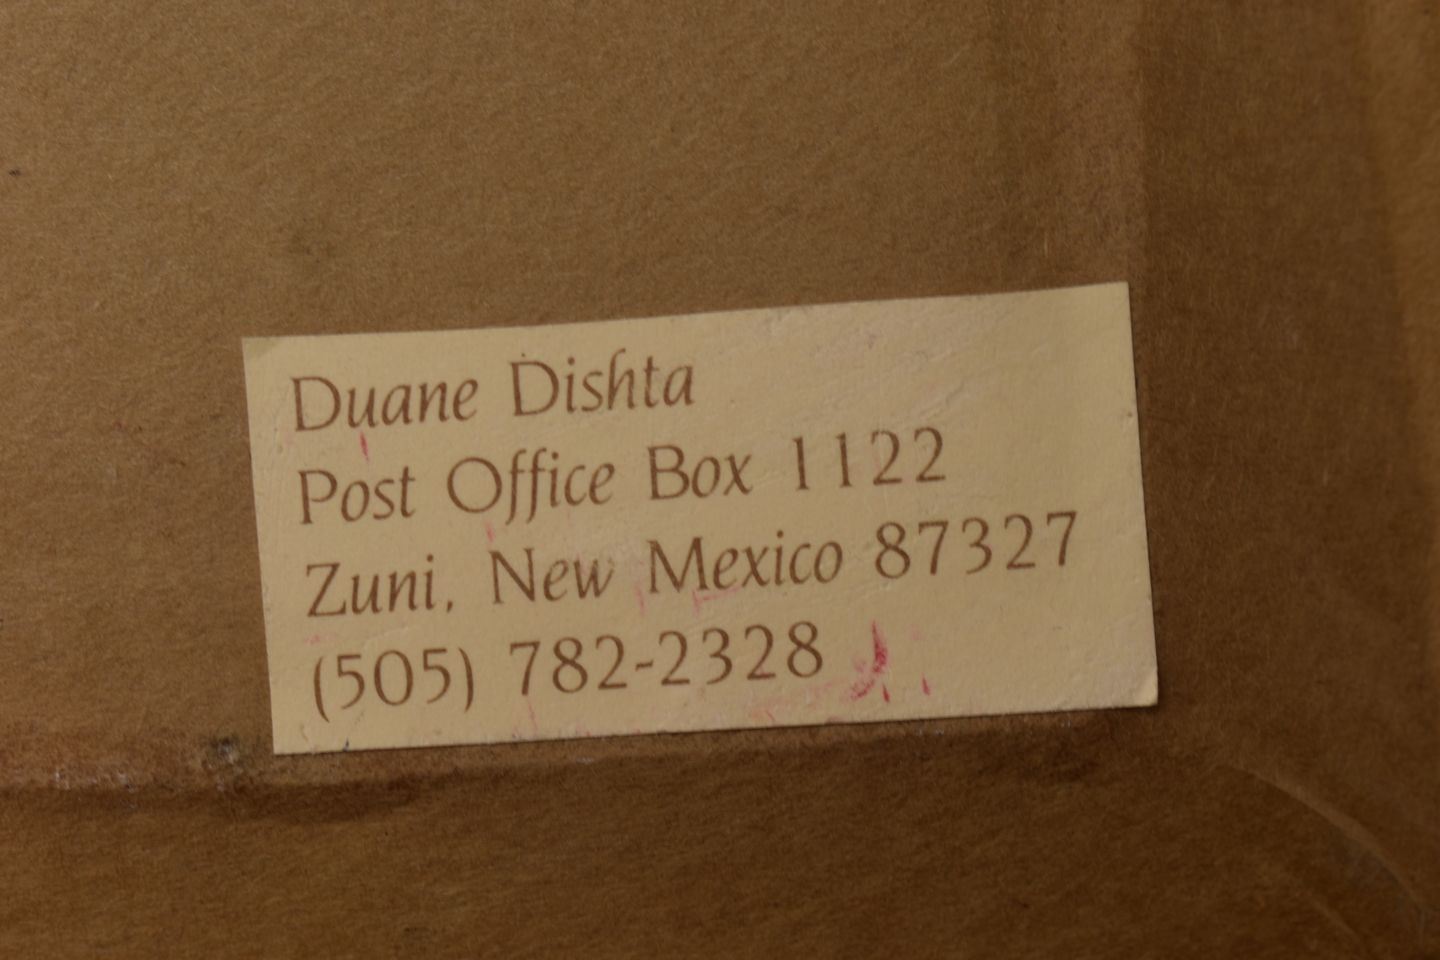 Duane Dishta
Post Office Box 1122
Zuni, New Mexico 87327
(505) 782-2328